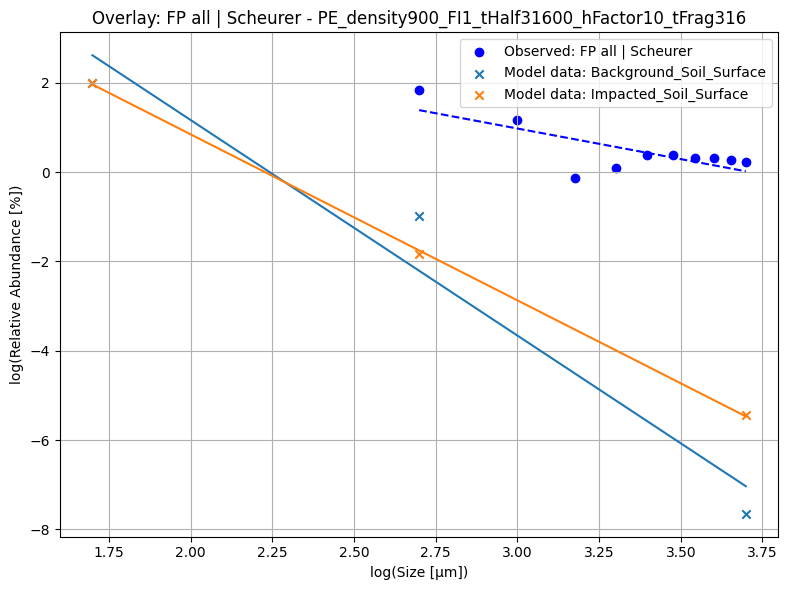 Overlay: FP all | Scheurer - PE_density900_FI1_tHalf31600_hFactor10_tFrag316
Observed: FP all | Scheurer
Model data: Background_Soil_Surface
Model data: Impacted_Soil_Surface
log(Relative Abundance [%])
2
0
−2
−4
−6
−8
1.75 2.00 2.25 2.50 2.75 3.00 3.25 3.50 3.75
log(Size [µm])